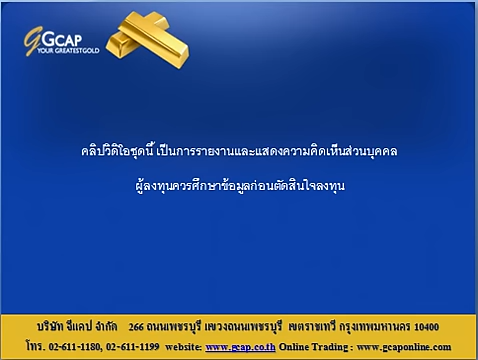 GCAP
YOUR GREATESTGOLD
คลิปวิดิโอชุดนี้ เป็นการรายงานและแสดงความคิดเห็นส่วนบุคคล
ผู้ลงทุนควรศึกษาข้อมูลก่อนตัดสินใจลงทุน
บริษัท จีแคป จำกัด 266 ถนนเพชรบุรี แขวงถนนเพชรบุรี เขตราชเทวี กรุงเทพมหานคร 10400
โทร. 02-611-1180, 02-611-1199 website: www.gcap.co.th Online Trading : www.gcaponline.com